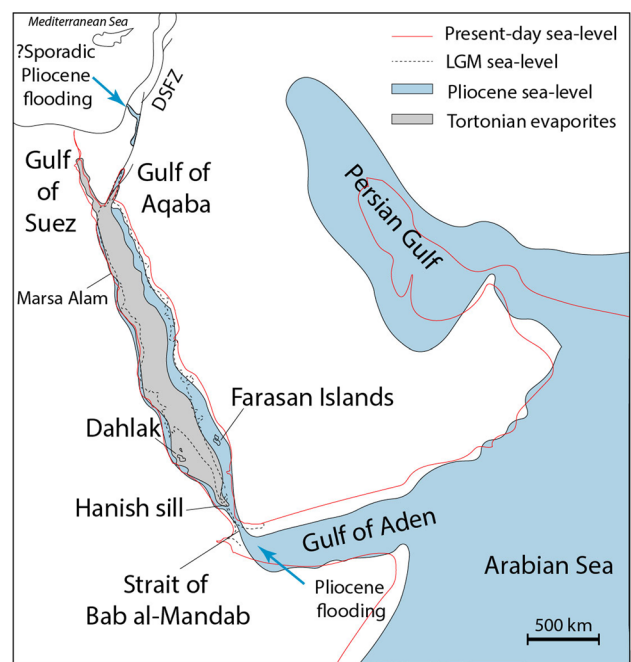 Mediterranean Sea
?Sporadic
Pliocene
flooding
DSFZ
Present-day sea-level
LGM sea-level
Pliocene sea-level
Tortonian evaporites
Gulf
of
Suez
Gulf of
Aqaba
Persian Gulf
Marsa Alam
Farasan Islands
Dahlak
Hanish sill
Gulf of Aden
Arabian Sea
Strait of
Bab al-Mandab
Pliocene
flooding
500 km